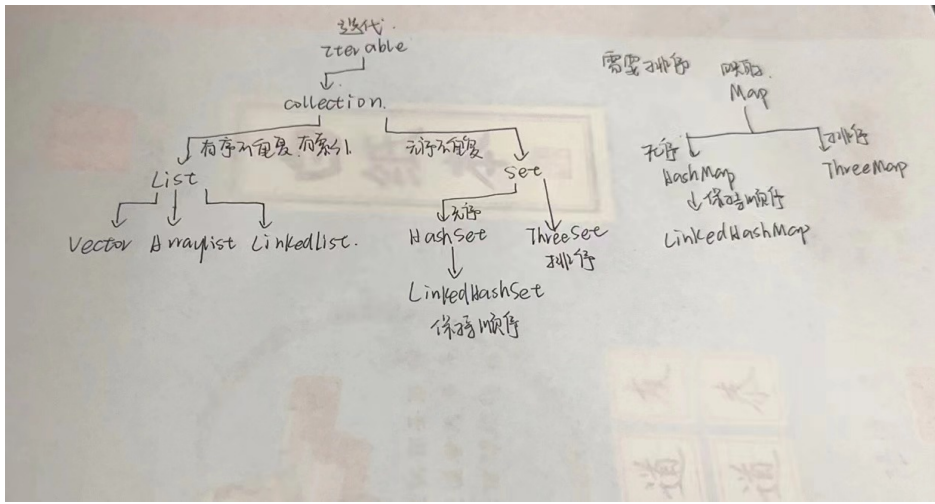 迭代
Iterable
collection.
有序不重复,有索引
无序不重复
List
Set
Vector
ArrayList
LinkedList.
无序
HashSet
ThreeSet
排序
LinkedHashSet
保持顺序
需要排序
映射.
Map
无序
排序
HashMap
ThreeMap
保持顺序
LinkedHashMap